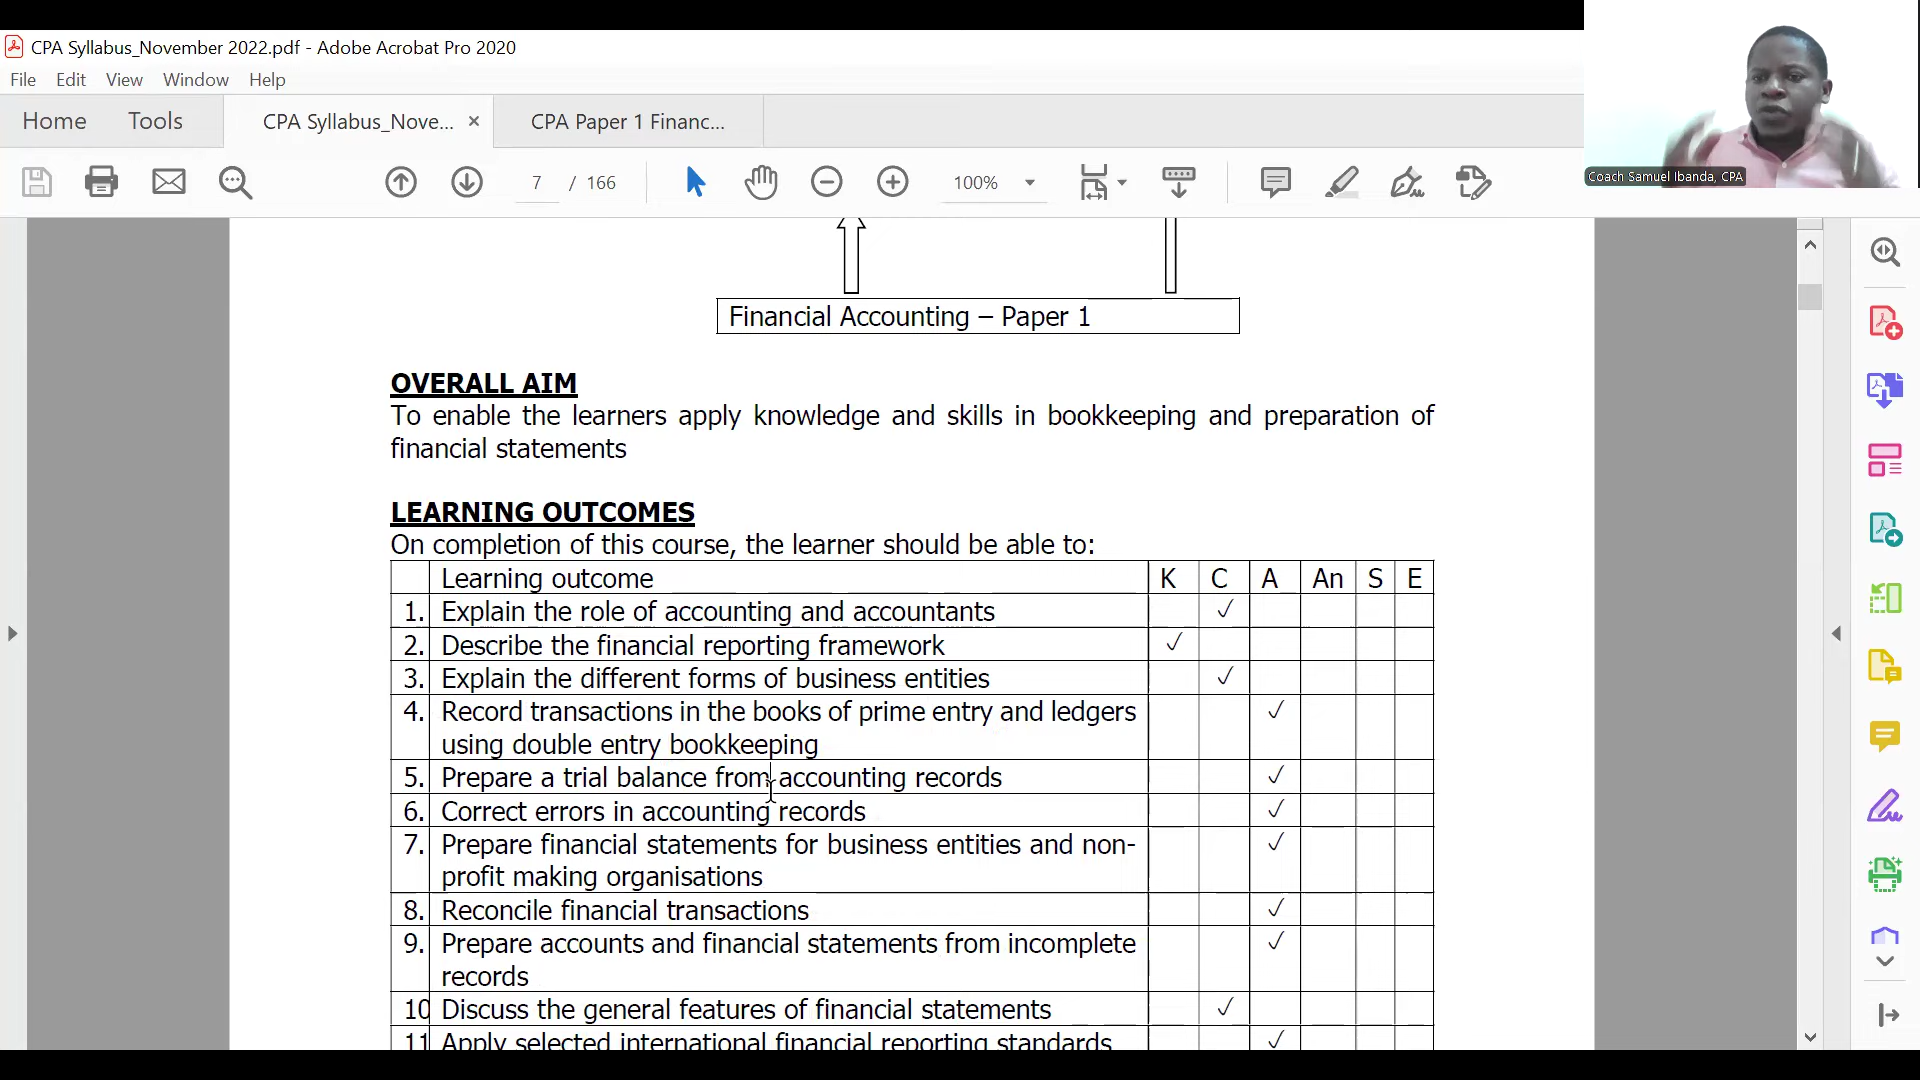 CPA Syllabus_November 2022.pdf - Adobe Acrobat Pro 2020
File Edit View Window Help
Home Tools CPA Syllabus_Nove... × CPA Paper 1 Financ...
7 / 166 100%
Coach Samuel Ibanda, CPA
Financial Accounting – Paper 1
OVERALL AIM
To enable the learners apply knowledge and skills in bookkeeping and preparation of
financial statements
LEARNING OUTCOMES
On completion of this course, the learner should be able to:
Learning outcome K C A An S E
1. Explain the role of accounting and accountants ✓
2. Describe the financial reporting framework ✓
3. Explain the different forms of business entities ✓
4. Record transactions in the books of prime entry and ledgers ✓
using double entry bookkeeping
5. Prepare a trial balance from accounting records ✓
6. Correct errors in accounting records ✓
7. Prepare financial statements for business entities and non- ✓
profit making organisations
8. Reconcile financial transactions ✓
9. Prepare accounts and financial statements from incomplete ✓
records
10 Discuss the general features of financial statements ✓
11 Apply selected international financial reporting standards ✓